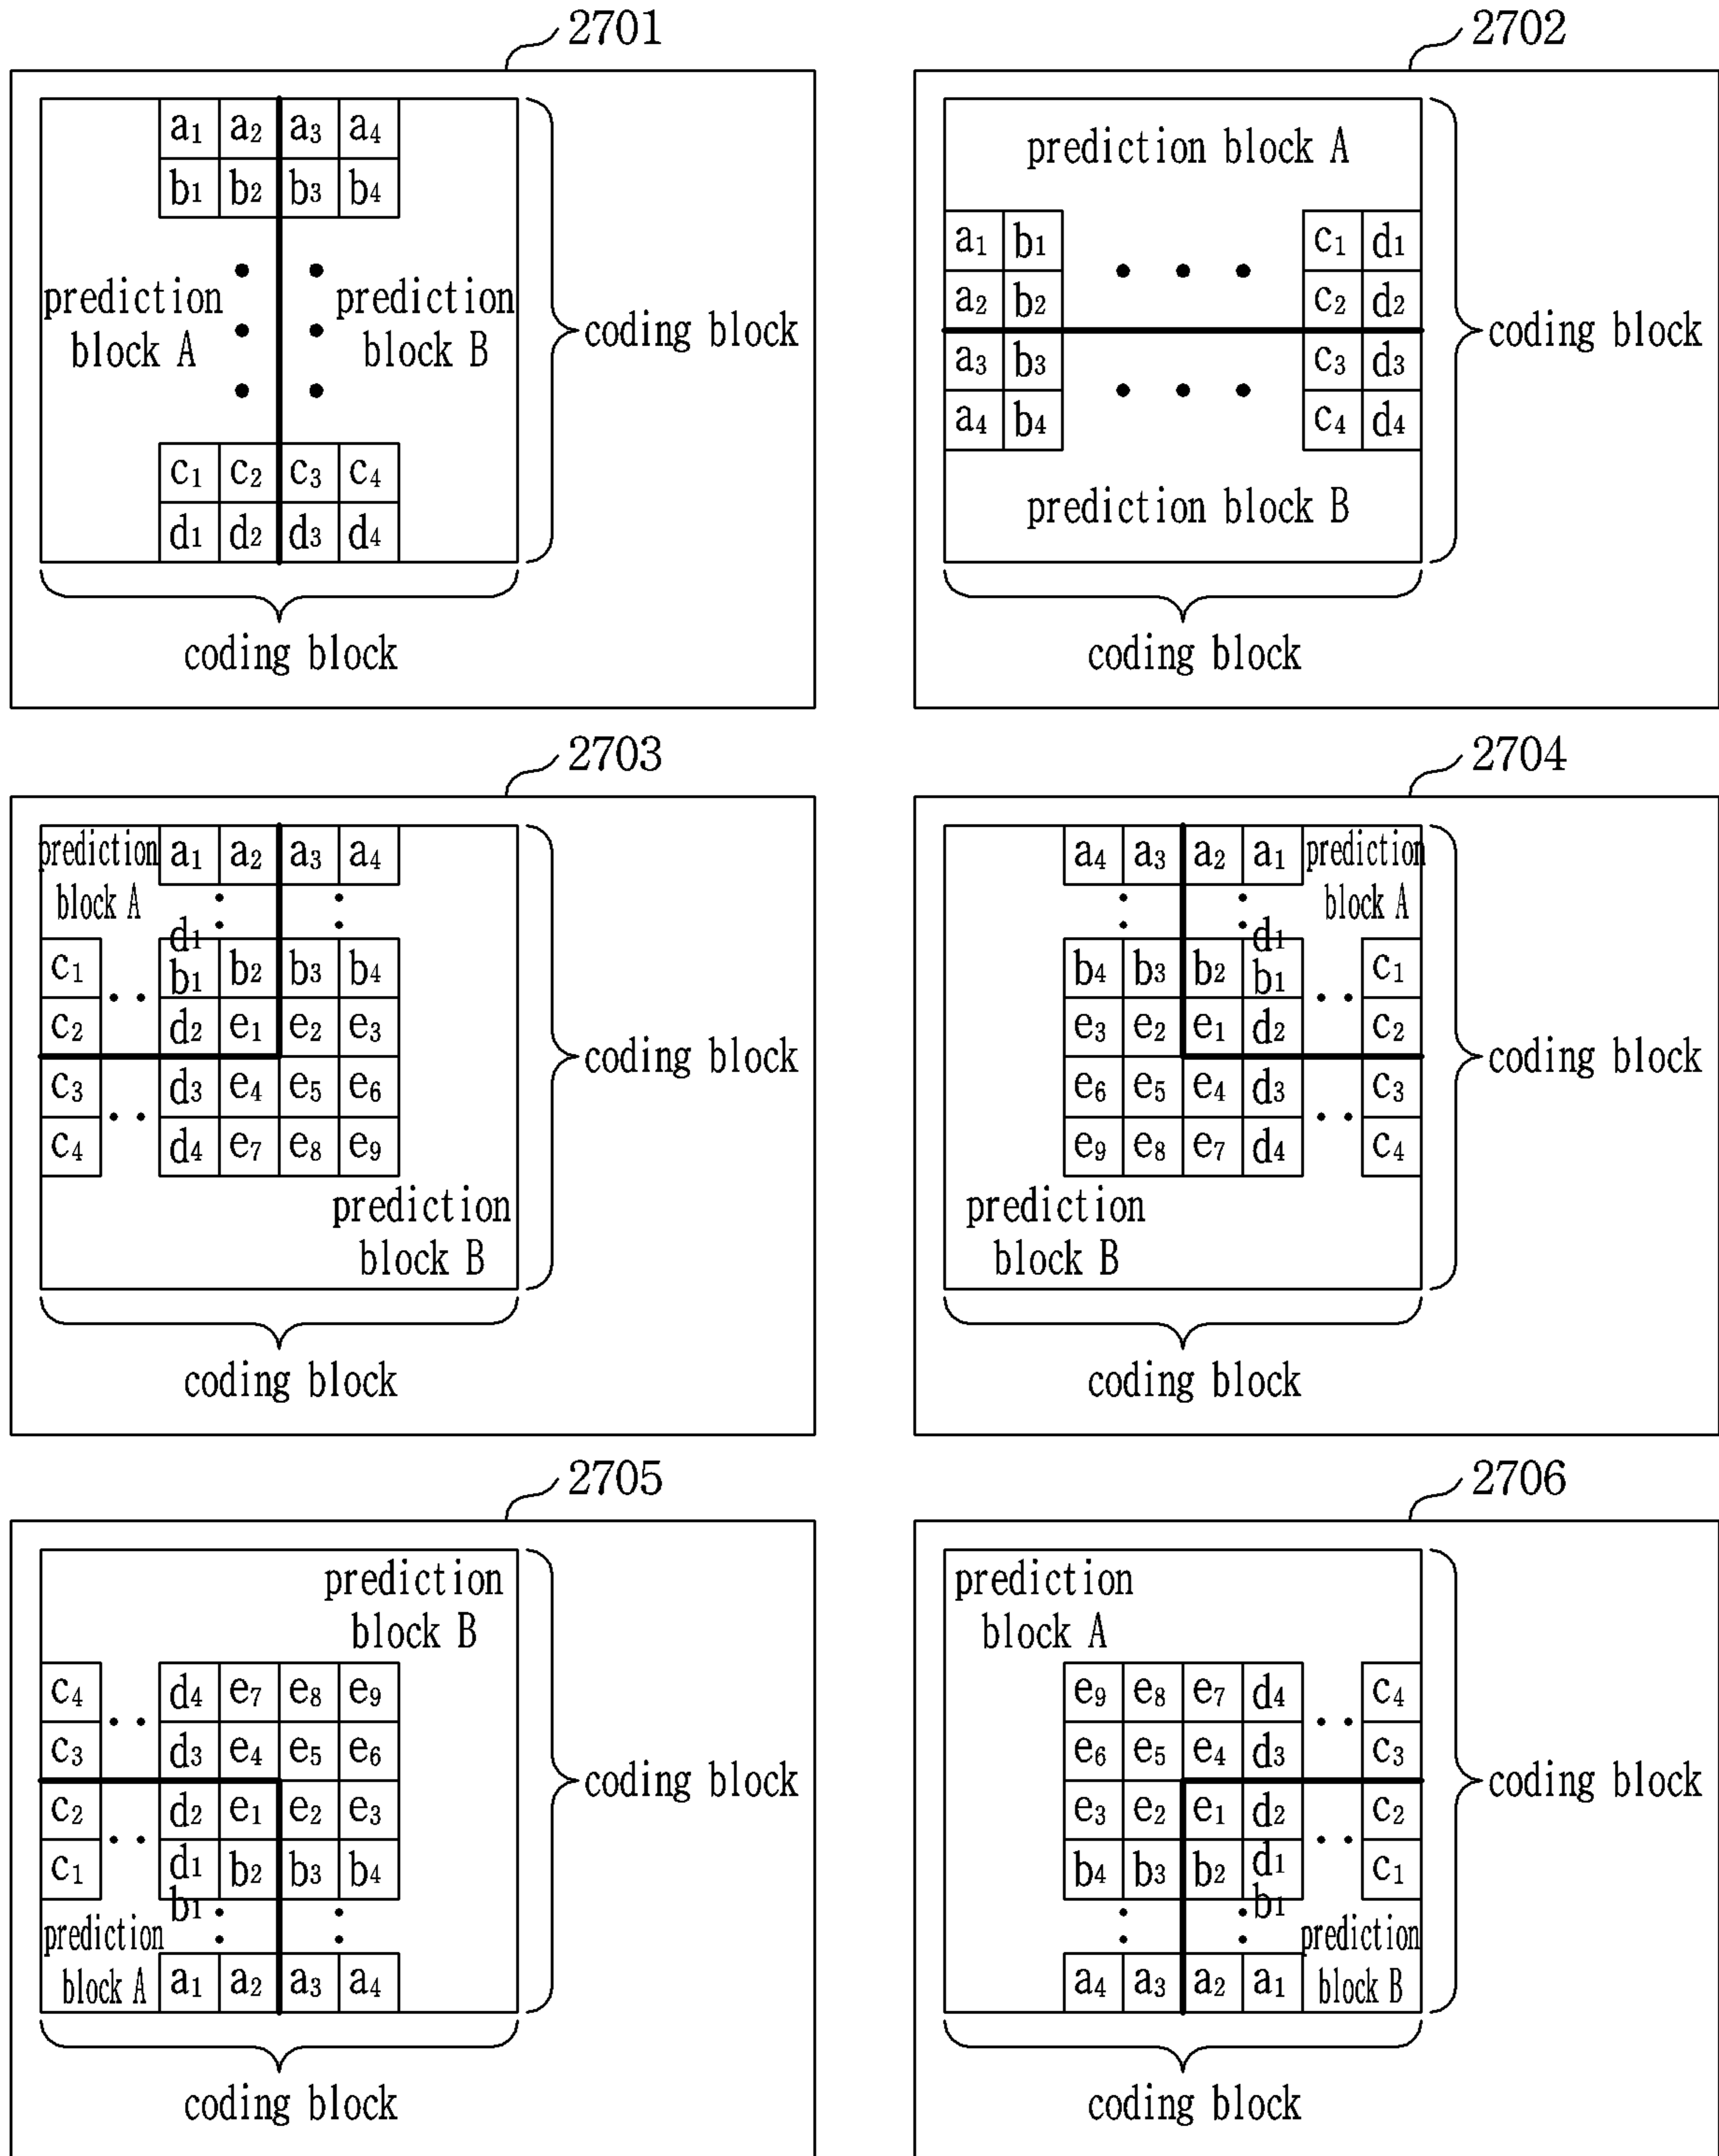 2701
a1 a2 a3 a4
b1 b2 b3 b4
prediction block A
prediction block B
coding block
c1 c2 c3 c4
d1 d2 d3 d4
coding block
2702
prediction block A
a1 b1 c1 d1
a2 b2 c2 d2
coding block
a3 b3 c3 d3
a4 b4 c4 d4
prediction block B
coding block
2703
prediction block A
a1 a2 a3 a4
d1
c1 b1 b2 b3 b4
c2 d2 e1 e2 e3
coding block
c3 d3 e4 e5 e6
c4 d4 e7 e8 e9
prediction
block B
coding block
2704
a4 a3 a2 a1
prediction block A
d1
b4 b3 b2 b1 c1
e3 e2 e1 d2 c2
coding block
e6 e5 e4 d3 c3
e9 e8 e7 d4 c4
prediction
block B
coding block
2705
prediction
block B
c4 d4 e7 e8 e9
c3 d3 e4 e5 e6
coding block
c2 d2 e1 e2 e3
c1 d1 b2 b3 b4
b1
prediction block A
a1 a2 a3 a4
coding block
2706
prediction
block A
e9 e8 e7 d4 c4
e6 e5 e4 d3 c3
coding block
e3 e2 e1 d2 c2
b4 b3 b2 d1 c1
b1
prediction block B
a4 a3 a2 a1
coding block